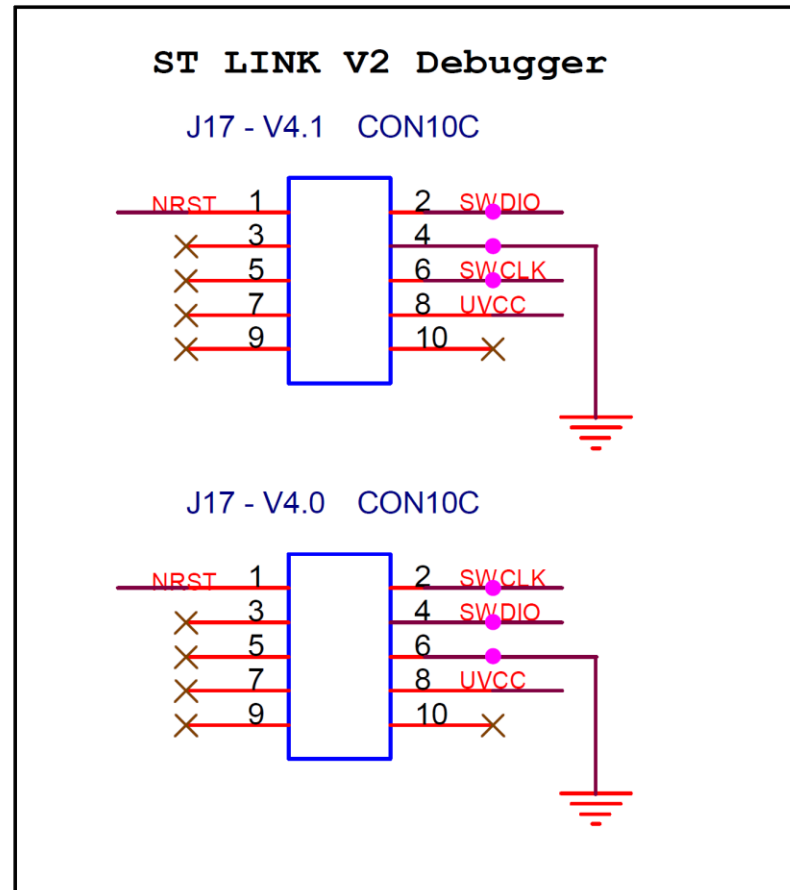 ST LINK V2 Debugger
J17 - V4.1 CON10C
NRST 1 2 SWDIO
3 4
5 6 SWCLK
7 8 UVCC
9 10
J17 - V4.0 CON10C
NRST 1 2 SWCLK
3 4 SWDIO
5 6
7 8 UVCC
9 10